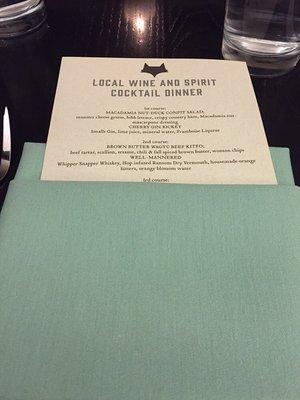 LOCAL WINE AND SPIRIT
COCKTAIL DINNER
1st course:
MACADAMIA NUT DUCK CONFIT SALAD,
summer cheese gratin, bibb lettuce, crispy country ham, Macadamia nut-
mascarpone dressing
CHERRY GIN RICKEY
Smalls Gin, lime juice, mineral water, Framboise Liqueur
2nd course:
BROWN BUTTER WAGYU BEEF KITFO;
beef tartar, scallion, sesame, chili & fall spiced brown butter, wonton chips
WELL-MANNERED
Whipper Snapper Whiskey, Hop-infused Ransom Dry Vermouth, housemade orange
bitters, orange blossom water
3rd course: